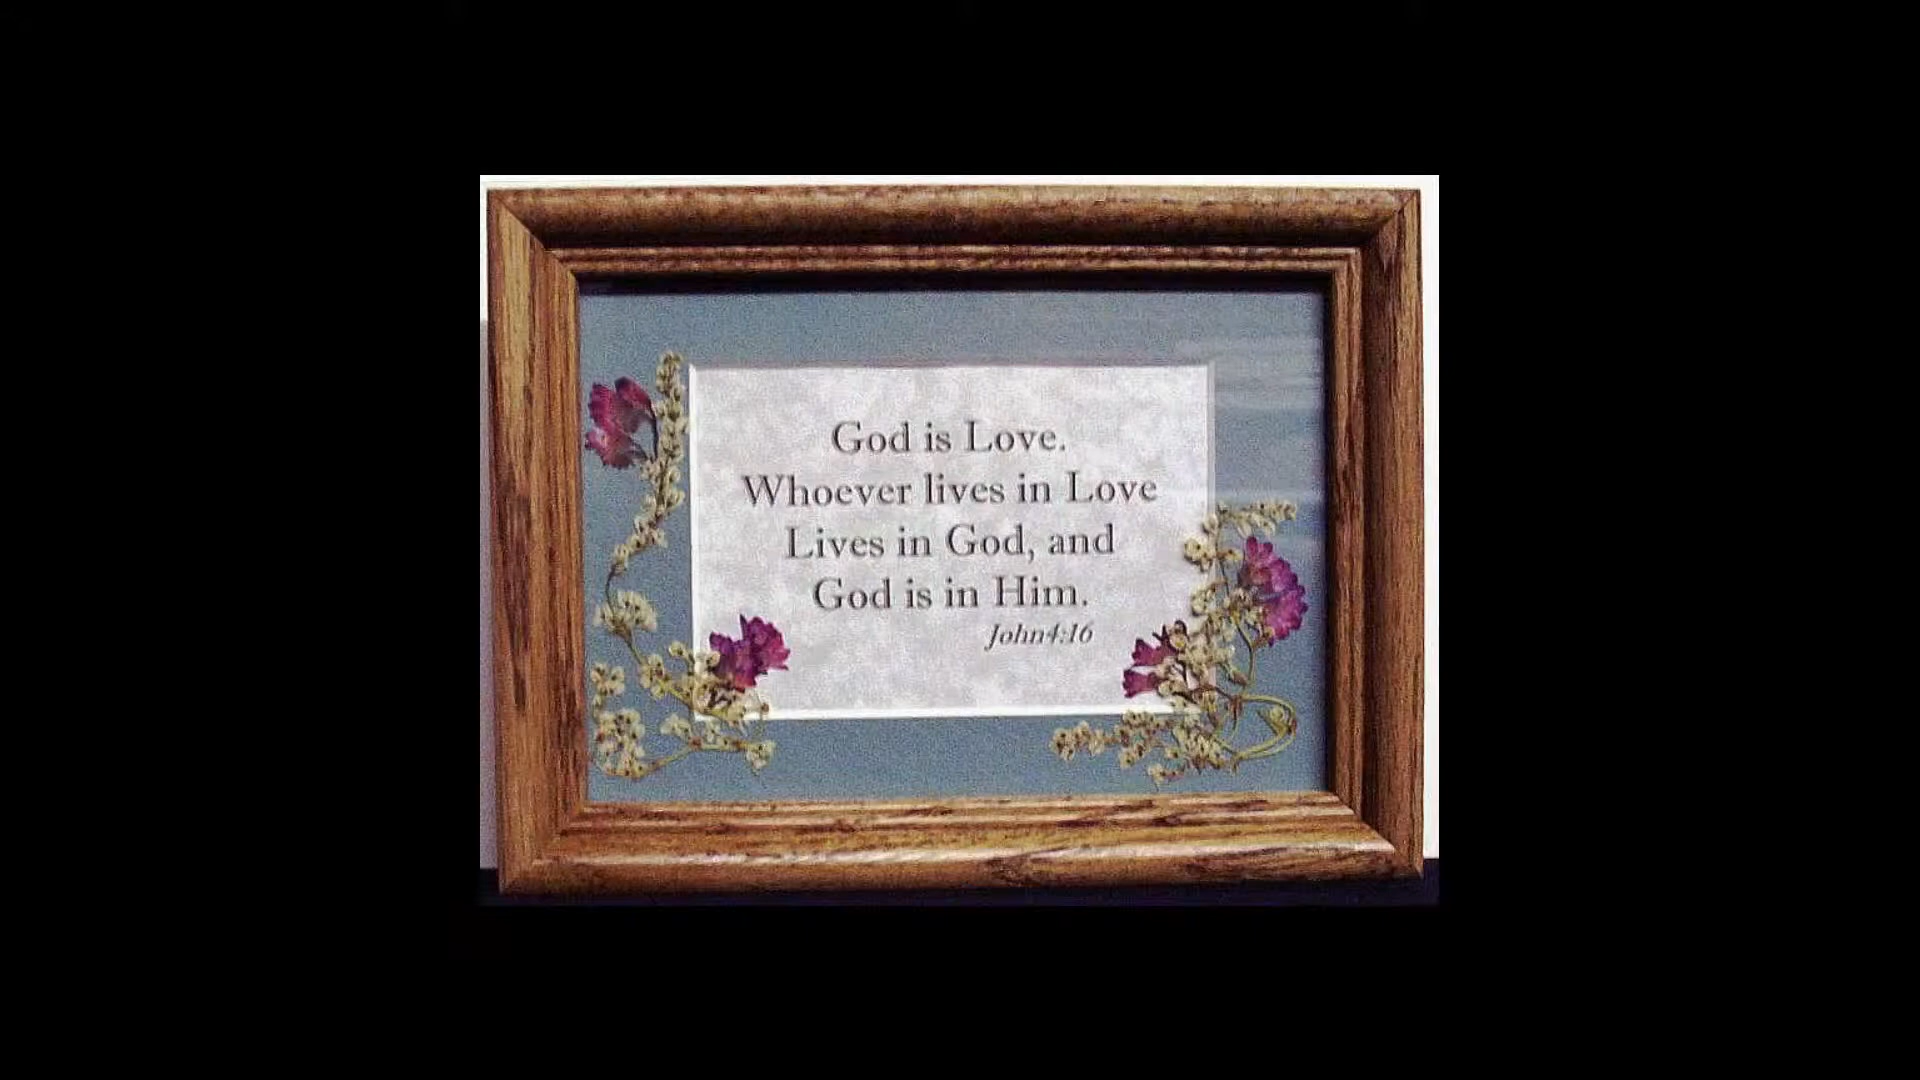 God is Love.
Whoever lives in Love
Lives in God, and
God is in Him.
John4:16